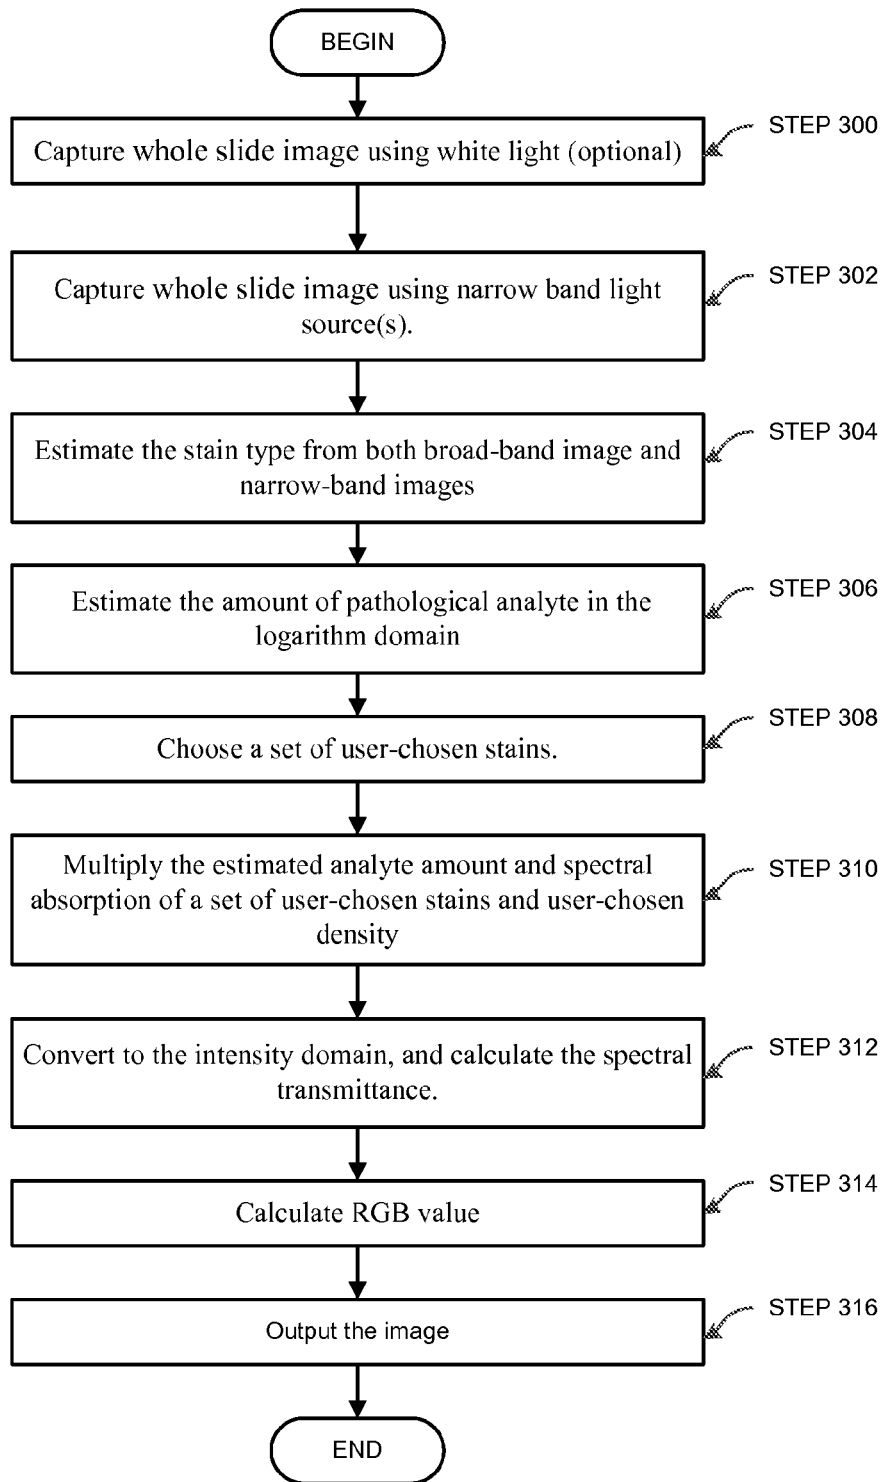 BEGIN
Capture whole slide image using white light (optional)
STEP 300
Capture whole slide image using narrow band light
source(s).
STEP 302
Estimate the stain type from both broad-band image and
narrow-band images
STEP 304
Estimate the amount of pathological analyte in the
logarithm domain
STEP 306
Choose a set of user-chosen stains.
STEP 308
Multiply the estimated analyte amount and spectral
absorption of a set of user-chosen stains and user-chosen
density
STEP 310
Convert to the intensity domain, and calculate the spectral
transmittance.
STEP 312
Calculate RGB value
STEP 314
Output the image
STEP 316
END